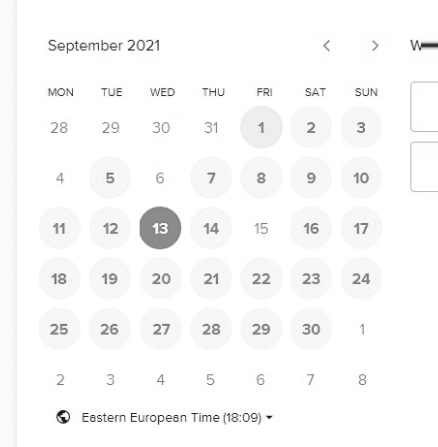 September 2021
MON TUE WED THU FRI SAT SUN
28 29 30 31 1 2 3
4 5 6 7 8 9 10
11 12 13 14 15 16 17
18 19 20 21 22 23 24
25 26 27 28 29 30 1
2 3 4 5 6 7 8
Eastern European Time (18:09)